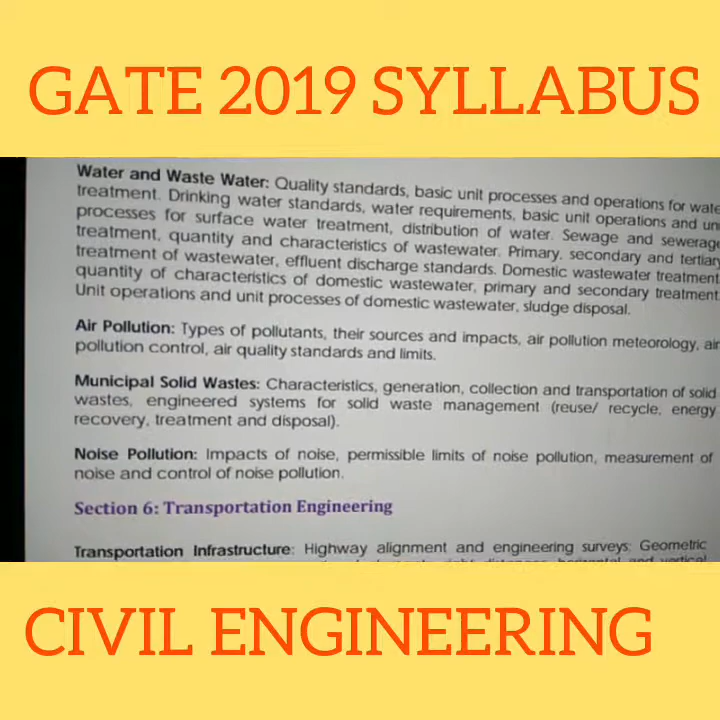 GATE 2019 SYLLABUS
Water and Waste Water: Quality standards, basic unit processes and operations for
treatment. Drinking water standards, water requirements, basic unit operations and
processes for surface water treatment, distribution of water. Sewage and
treatment, quantity and characteristics of wastewater. Primary, secondary and
treatment of wastewater, effluent discharge standards. Domestic wastewater treatment
quantity of characteristics of domestic wastewater, primary and secondary treatment
Unit operations and unit processes of domestic wastewater, sludge disposal.
Air Pollution: Types of pollutants, their sources and impacts, air pollution meteorology, air
pollution control, air quality standards and limits.
Municipal Solid Wastes: Characteristics, generation, collection and transportation of solid
wastes, engineered systems for solid waste management (reuse/ recycle, energy
recovery, treatment and disposal).
Noise Pollution: Impacts of noise, permissible limits of noise pollution, measurement of
noise and control of noise pollution.
Section 6: Transportation Engineering
Transportation Infrastructure: Highway alignment and engineering surveys; Geometric
horizontal and vertical
CIVIL ENGINEERING